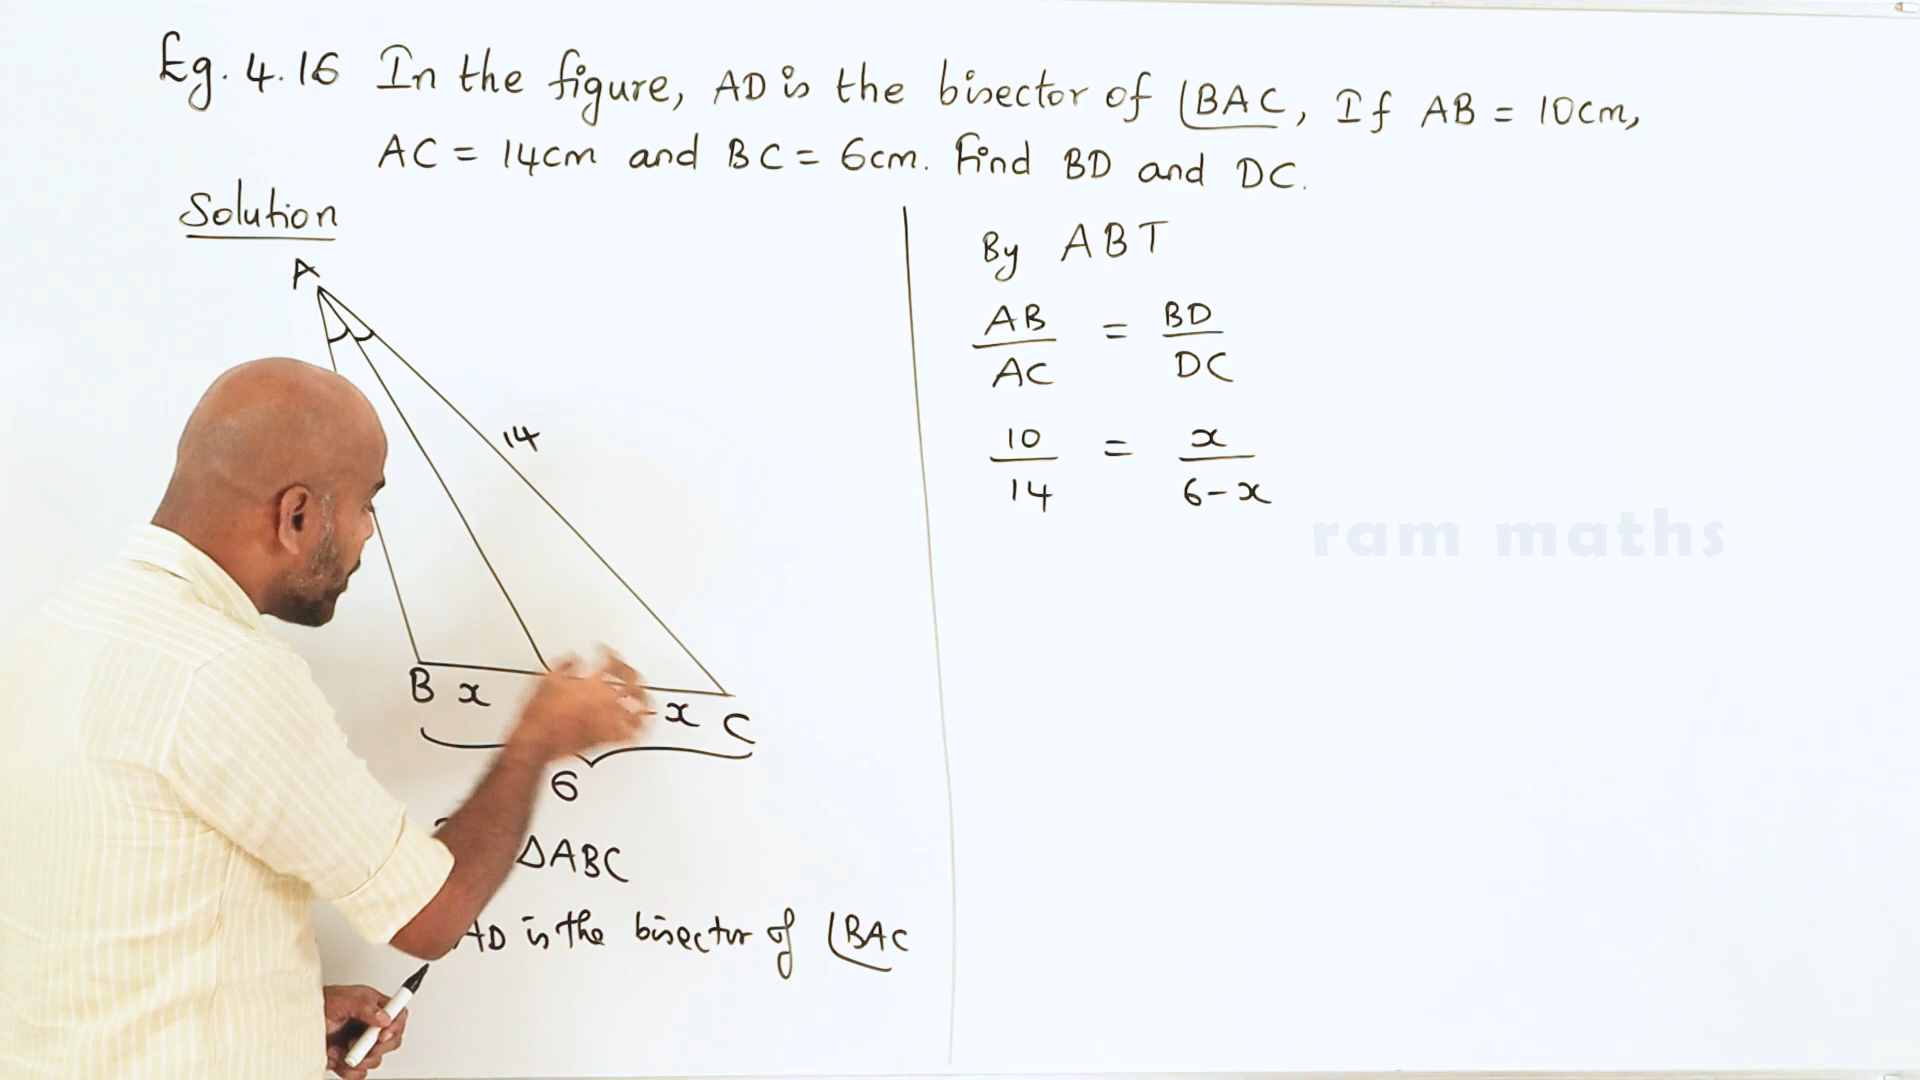 Eg. 4.16 In the figure, AD is the bisector of ∠BAC, If AB = 10cm,
AC = 14cm and BC = 6cm. Find BD and DC.
Solution
A
14
B x
-x C
6
ΔABC
AD is the bisector of ∠BAC
By ABT
AB/AC = BD/DC
10/14 = x/6-x
ram maths